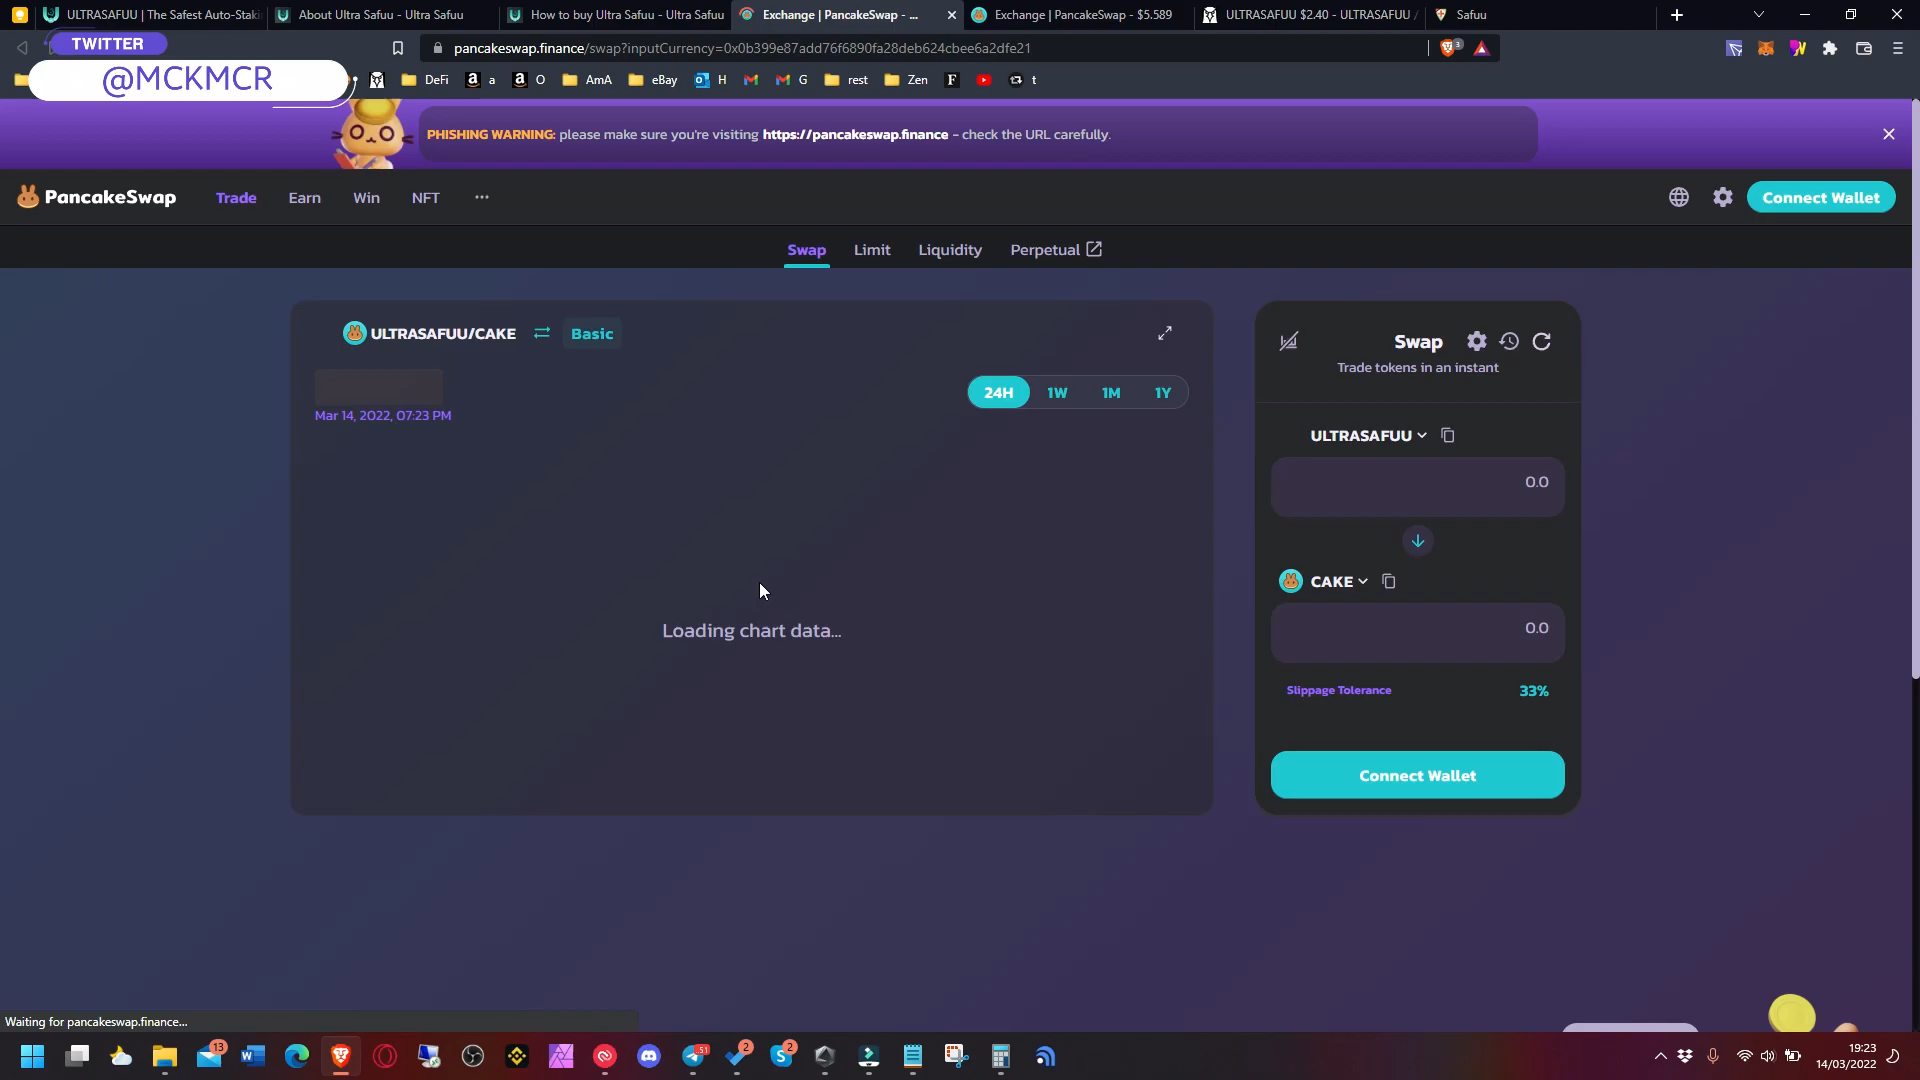 ULTRASAFUU | The Safest Auto-Staki
About Ultra Safuu - Ultra Safuu
How to buy Ultra Safuu - Ultra Safuu
Exchange | PancakeSwap - ...
Exchange | PancakeSwap - $5.589
ULTRASAFUU $2.40 - ULTRASAFUU /
Safuu
TWITTER
@MCKMCR
pancakeswap.finance/swap?inputCurrency=0x0b399e87add76f6890fa28deb624cbee6a2dfe21
3
DeFi
a
O
AmA
eBay
H
G
rest
Zen
F
t
PHISHING WARNING: please make sure you're visiting https://pancakeswap.finance - check the URL carefully.
PancakeSwap
Trade
Earn
Win
NFT
Connect Wallet
Swap
Limit
Liquidity
Perpetual
ULTRASAFUU/CAKE
Basic
Mar 14, 2022, 07:23 PM
24H
1W
1M
1Y
Loading chart data...
Swap
Trade tokens in an instant
ULTRASAFUU
0.0
CAKE
0.0
Slippage Tolerance
33%
Connect Wallet
Waiting for pancakeswap.finance...
13
51
2
2
19:23
14/03/2022